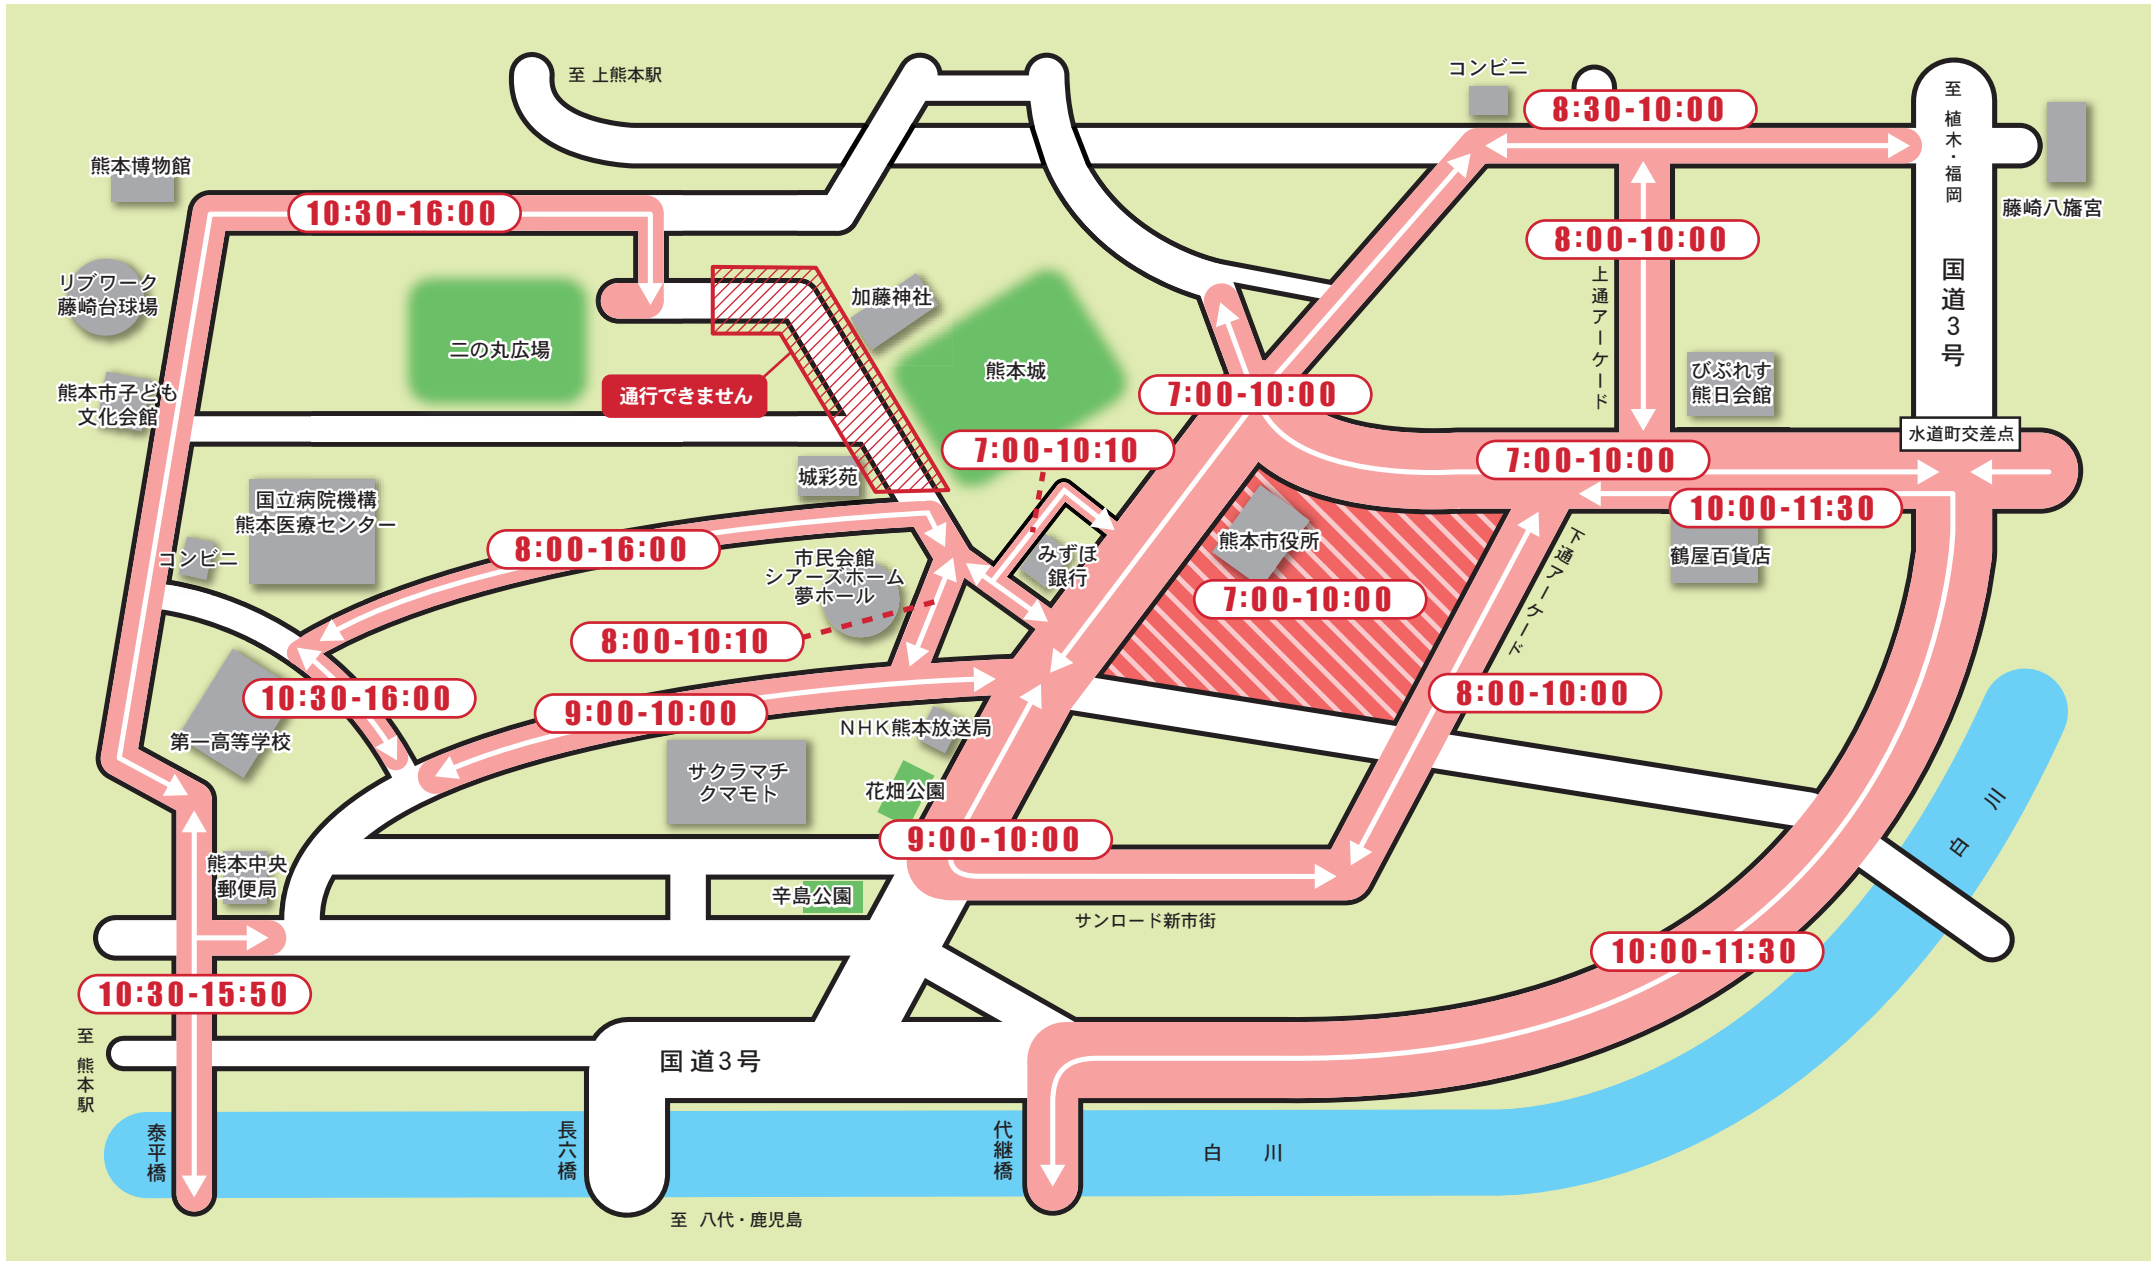 至 上熊本駅
コンビニ
8:30-10:00
至 植木・福岡
熊本博物館
藤崎八旛宮
10:30-16:00
8:00-10:00
上通アーケード
国道3号
リブワーク
藤崎台球場
加藤神社
二の丸広場
熊本城
通行できません
7:00-10:00
びぷれす
熊日会館
熊本市子ども
文化会館
水道町交差点
7:00-10:10
7:00-10:00
城彩苑
国立病院機構
熊本医療センター
10:00-11:30
8:00-16:00
熊本市役所
下通アーケード
鶴屋百貨店
コンビニ
市民会館
シアーズホーム
夢ホール
みずほ
銀行
7:00-10:00
8:00-10:10
10:30-16:00
8:00-10:00
9:00-10:00
NHK熊本放送局
第一高等学校
サクラマチ
クマモト
花畑公園
白川
9:00-10:00
熊本中央
郵便局
辛島公園
サンロード新市街
10:00-11:30
10:30-15:50
至 熊本駅
国道3号
泰平橋
長六橋
代継橋
白 川
至 八代・鹿児島